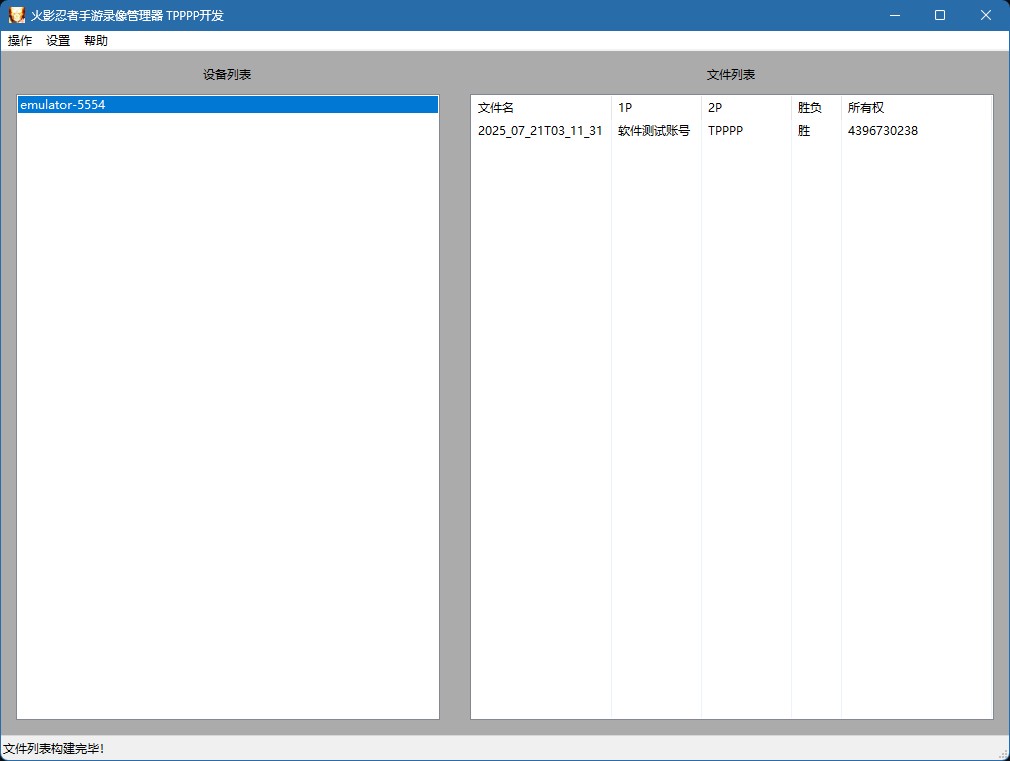 火影忍者手游录像管理器 TPPPP开发
操作 设置 帮助
设备列表
emulator-5554
文件列表
文件名 1P 2P 胜负 所有权
2025_07_21T03_11_31 软件测试账号 TPPPP 胜 4396730238
文件列表构建完毕!